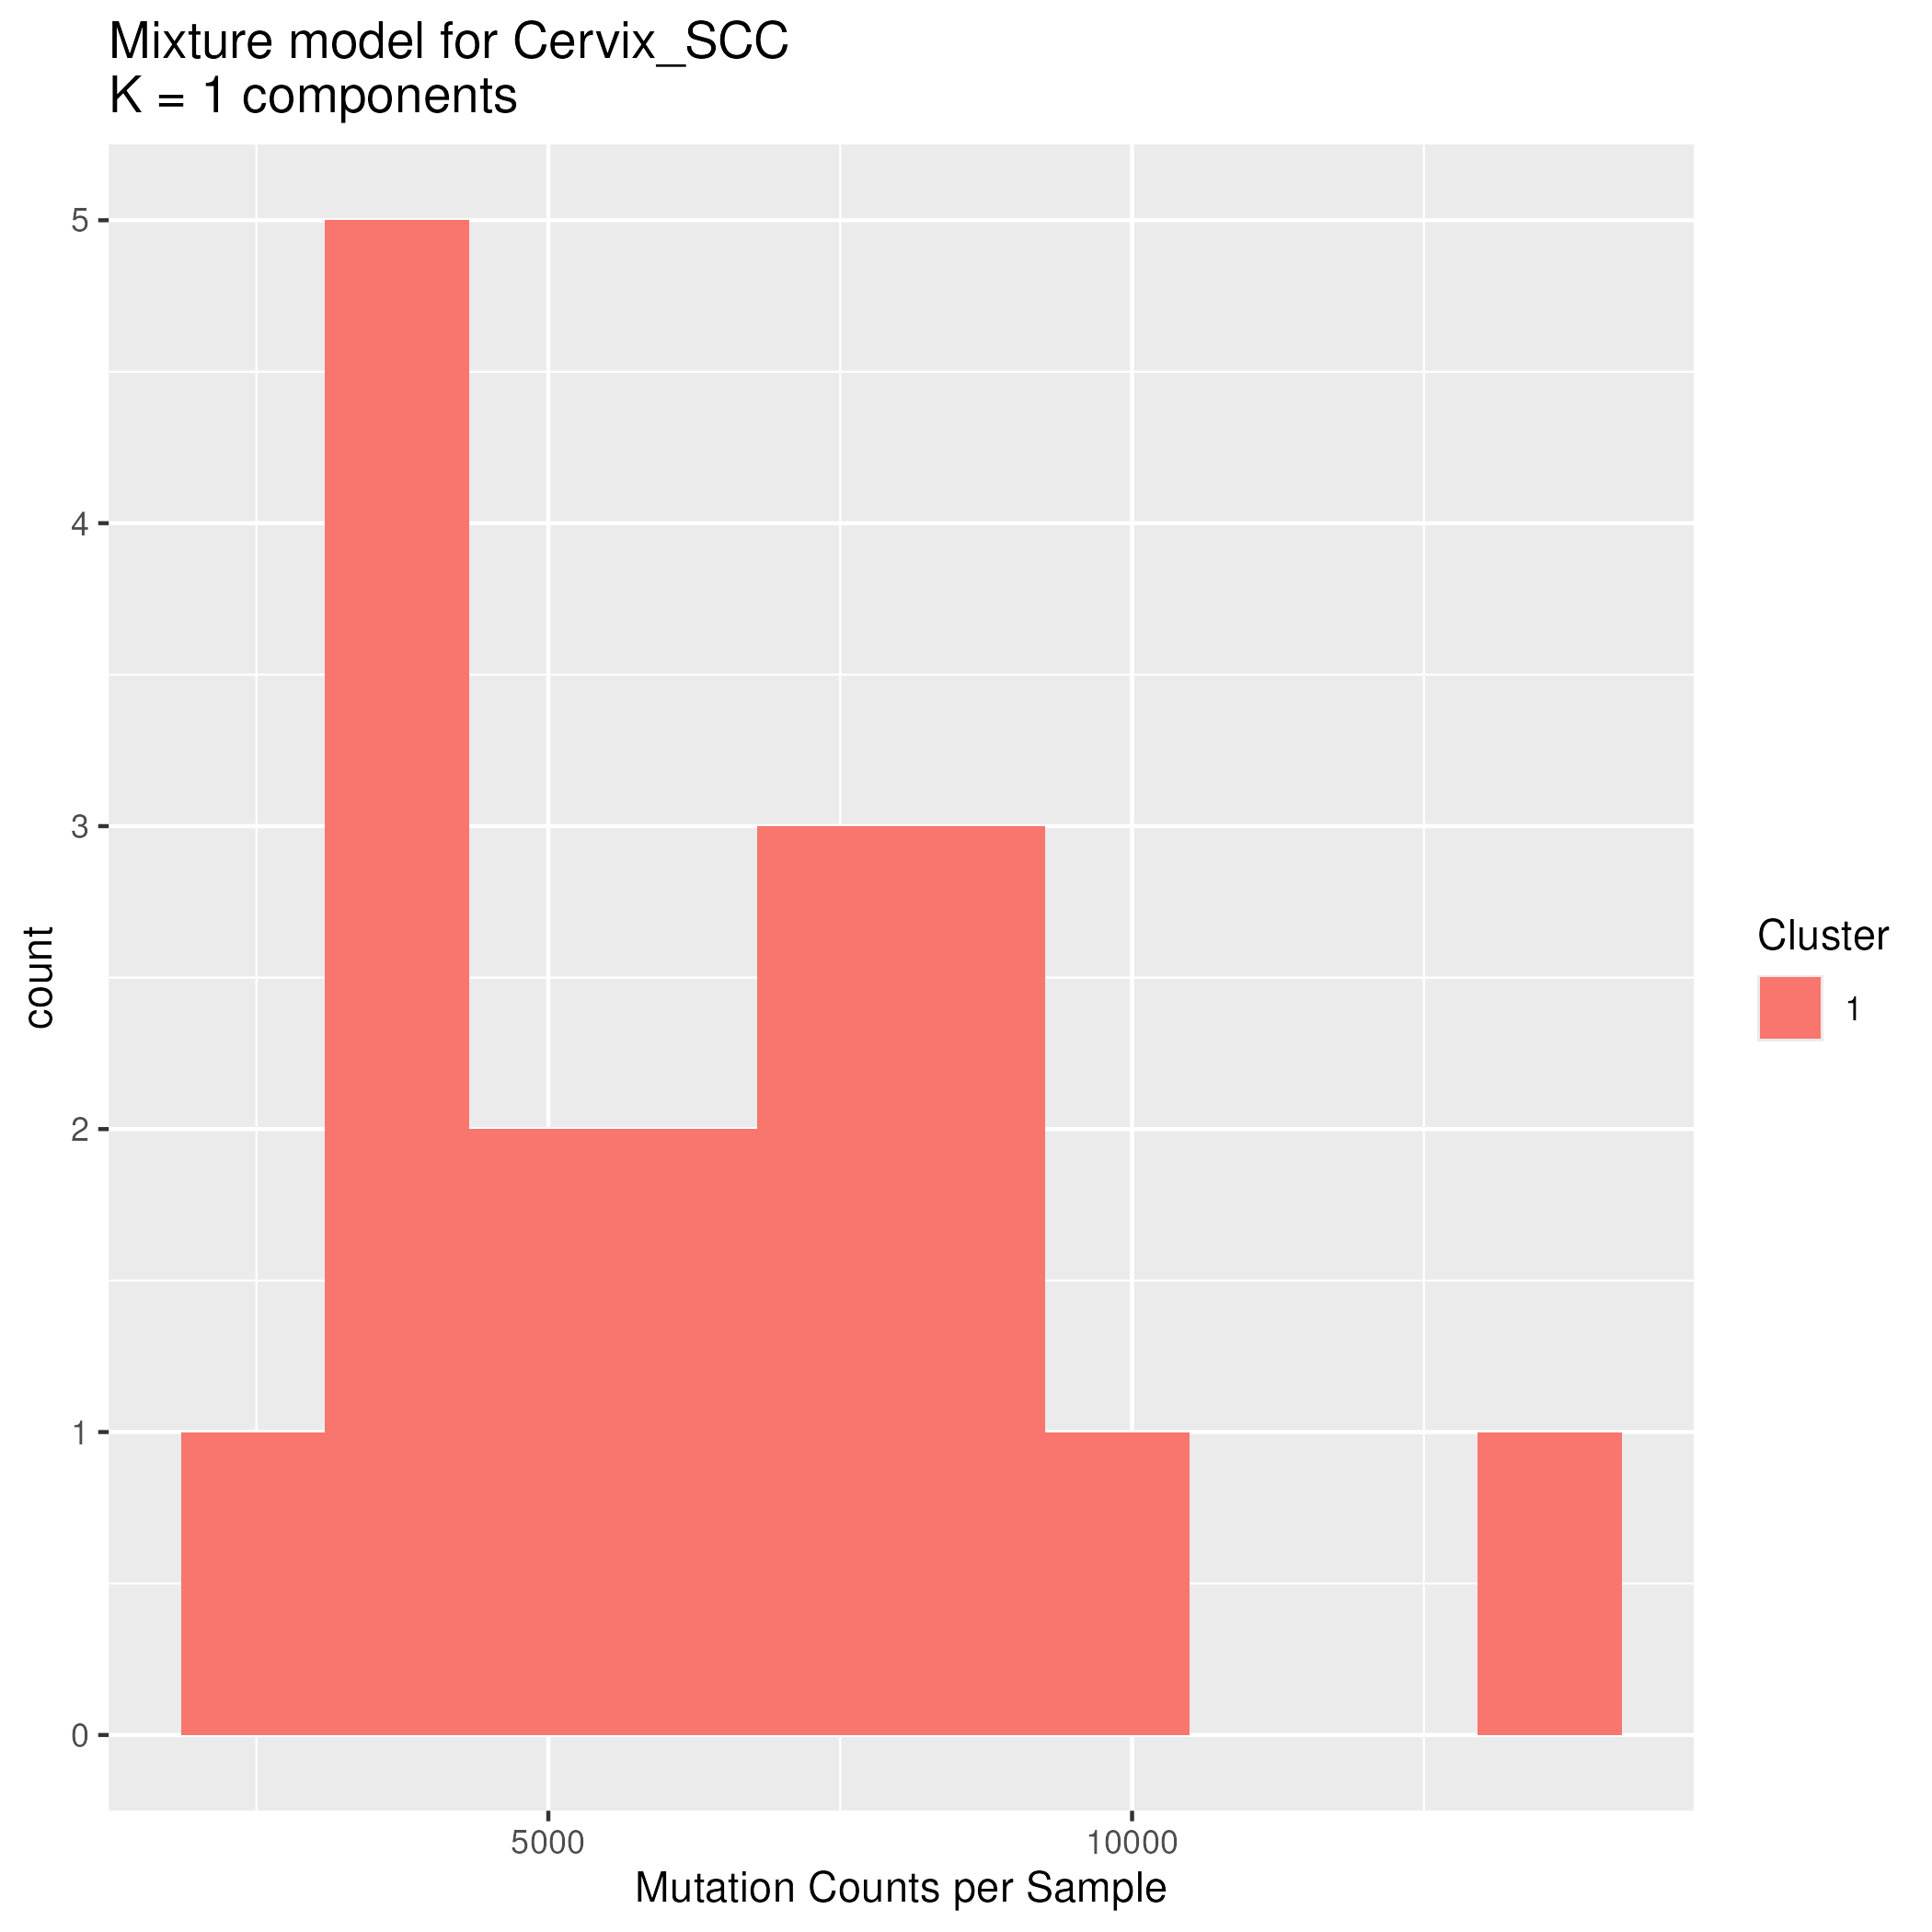 Mixture model for Cervix_SCC
K = 1 components
5
4
3
2
1
0
count
5000
10000
Mutation Counts per Sample
Cluster
1